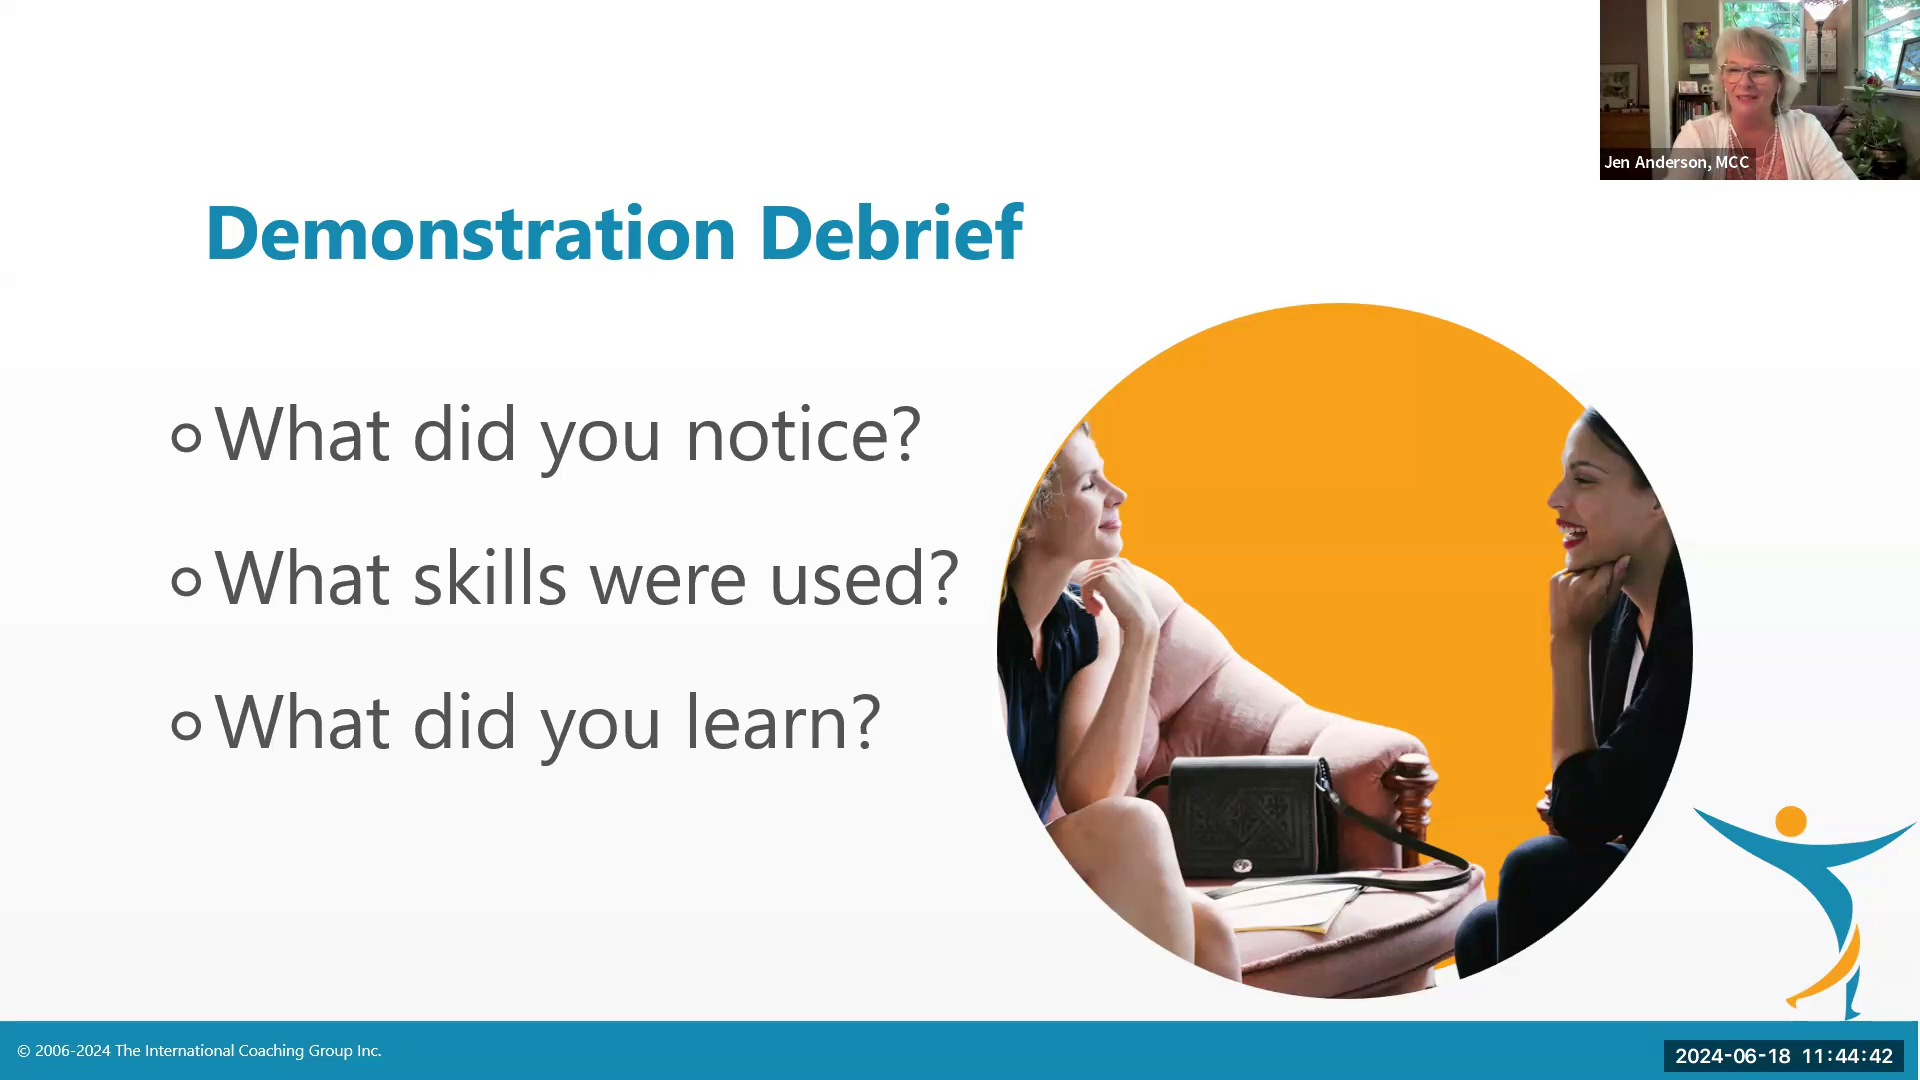 Jen Anderson, MCC
Demonstration Debrief
What did you notice?
What skills were used?
What did you learn?
© 2006-2024 The International Coaching Group Inc.
2024-06-18 11:44:42